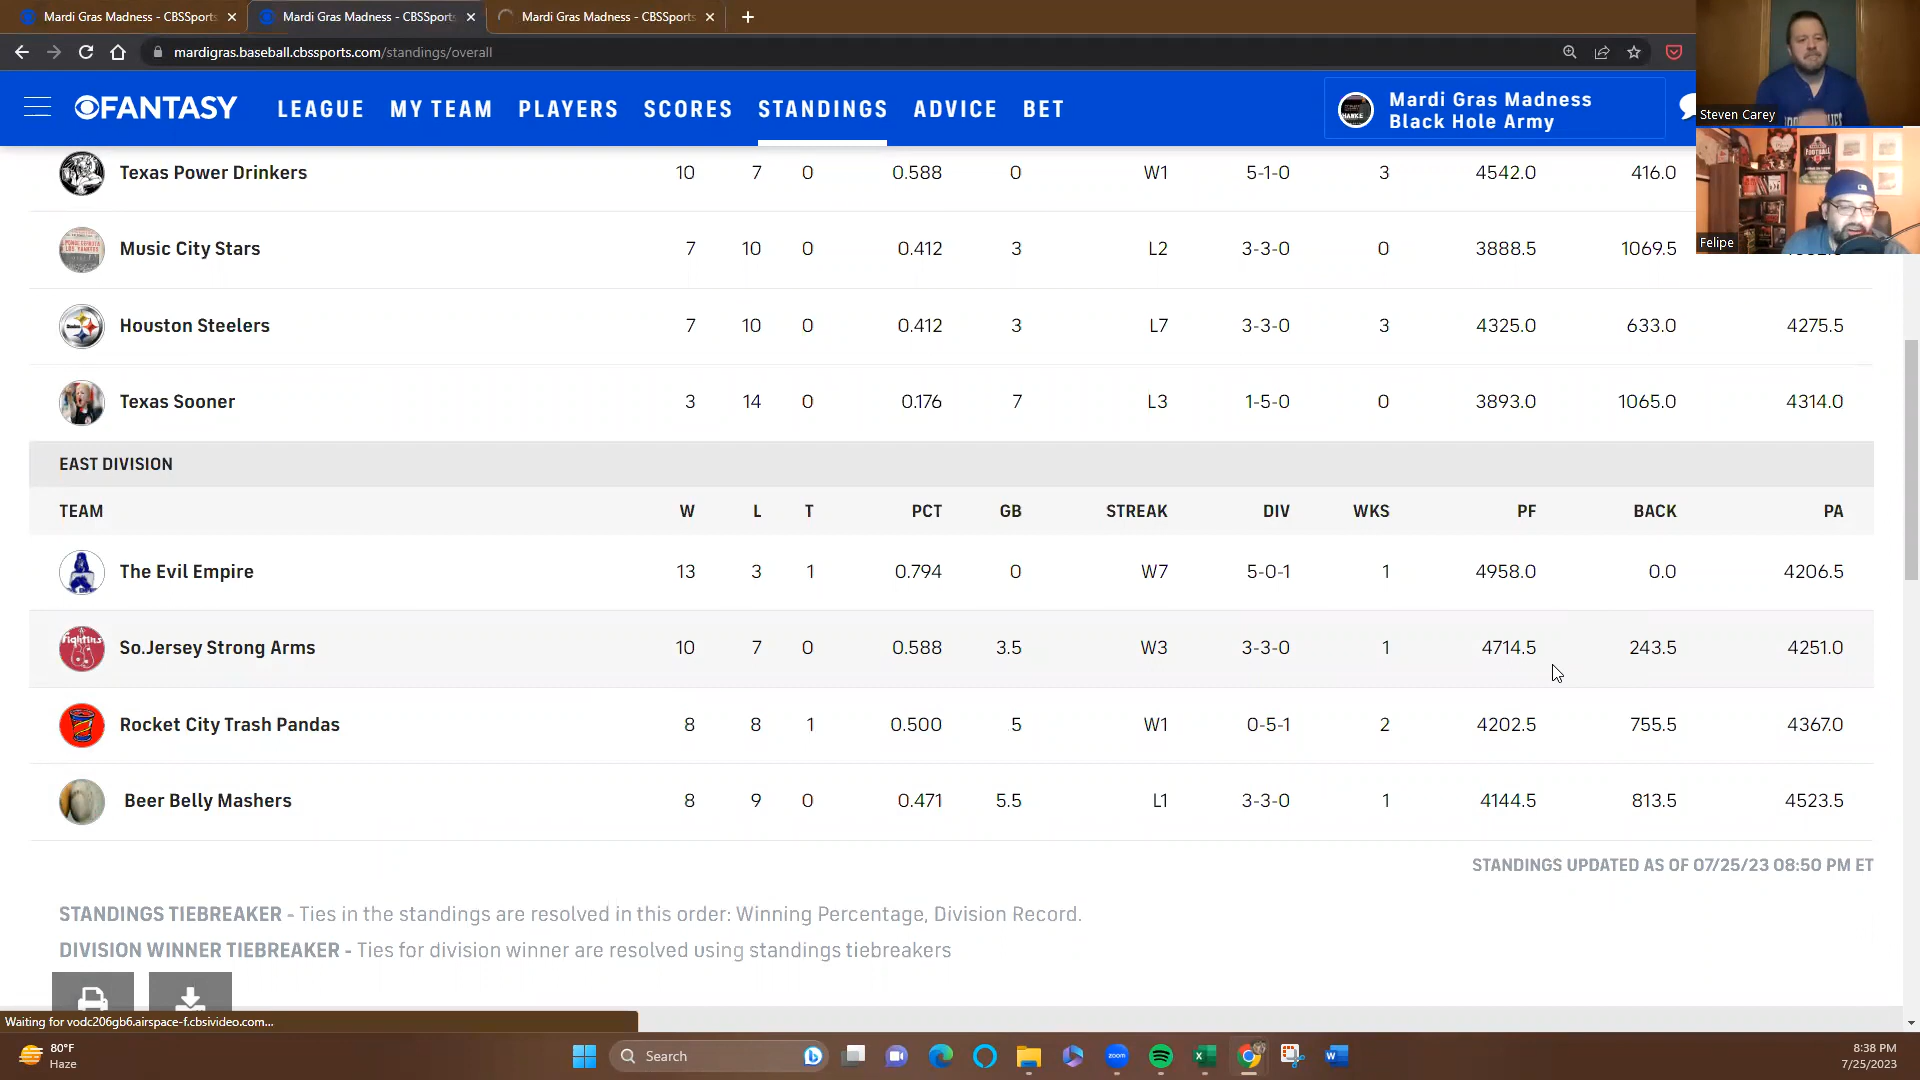 Mardi Gras Madness - CBSSports
Mardi Gras Madness - CBSSports
Mardi Gras Madness - CBSSports
mardigras.baseball.cbssports.com/standings/overall
FANTASY LEAGUE MY TEAM PLAYERS SCORES STANDINGS ADVICE BET
Mardi Gras Madness
Black Hole Army
Steven Carey
Felipe
Texas Power Drinkers 10 7 0 0.588 0 W1 5-1-0 3 4542.0 416.0
Music City Stars 7 10 0 0.412 3 L2 3-3-0 0 3888.5 1069.5
Houston Steelers 7 10 0 0.412 3 L7 3-3-0 3 4325.0 633.0 4275.5
Texas Sooner 3 14 0 0.176 7 L3 1-5-0 0 3893.0 1065.0 4314.0
EAST DIVISION
TEAM W L T PCT GB STREAK DIV WKS PF BACK PA
The Evil Empire 13 3 1 0.794 0 W7 5-0-1 1 4958.0 0.0 4206.5
So.Jersey Strong Arms 10 7 0 0.588 3.5 W3 3-3-0 1 4714.5 243.5 4251.0
Rocket City Trash Pandas 8 8 1 0.500 5 W1 0-5-1 2 4202.5 755.5 4367.0
Beer Belly Mashers 8 9 0 0.471 5.5 L1 3-3-0 1 4144.5 813.5 4523.5
STANDINGS UPDATED AS OF 07/25/23 08:50 PM ET
STANDINGS TIEBREAKER - Ties in the standings are resolved in this order: Winning Percentage, Division Record.
DIVISION WINNER TIEBREAKER - Ties for division winner are resolved using standings tiebreakers
Waiting for vodc206gb6.airspace-f.cbsivideo.com...
80°F
Haze
Search
zoom
8:38 PM
7/25/2023